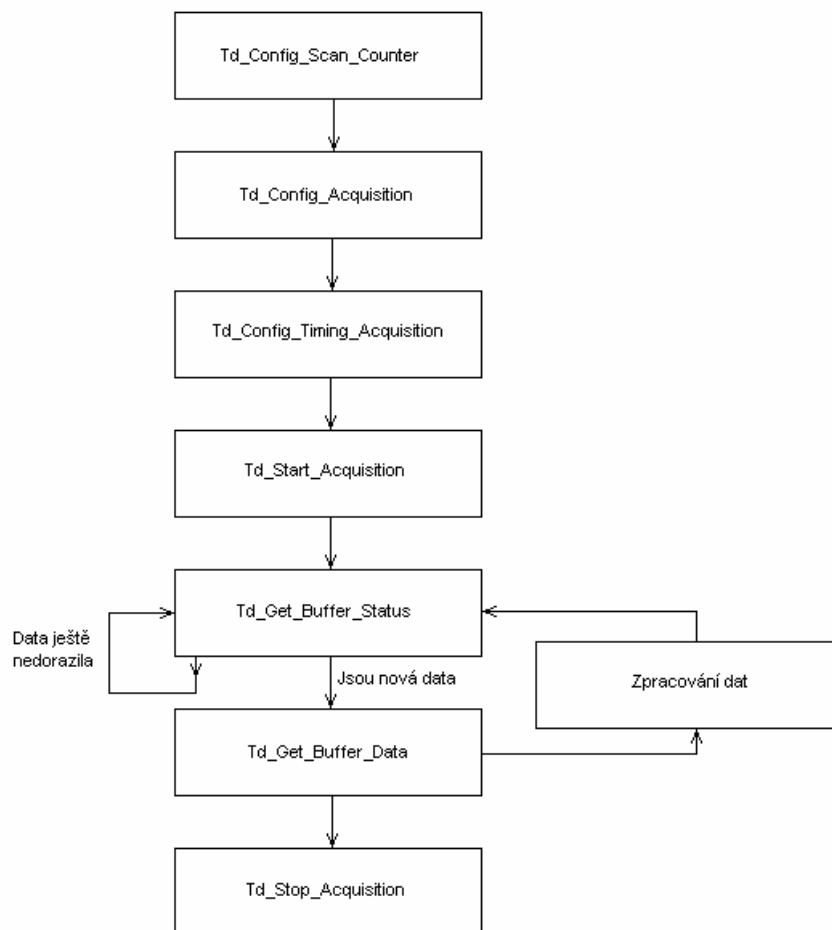 Td_Config_Scan_Counter
Td_Config_Acquisition
Td_Config_Timing_Acquisition
Td_Start_Acquisition
Td_Get_Buffer_Status
Data ještě
nedorazila
Jsou nová data
Zpracování dat
Td_Get_Buffer_Data
Td_Stop_Acquisition